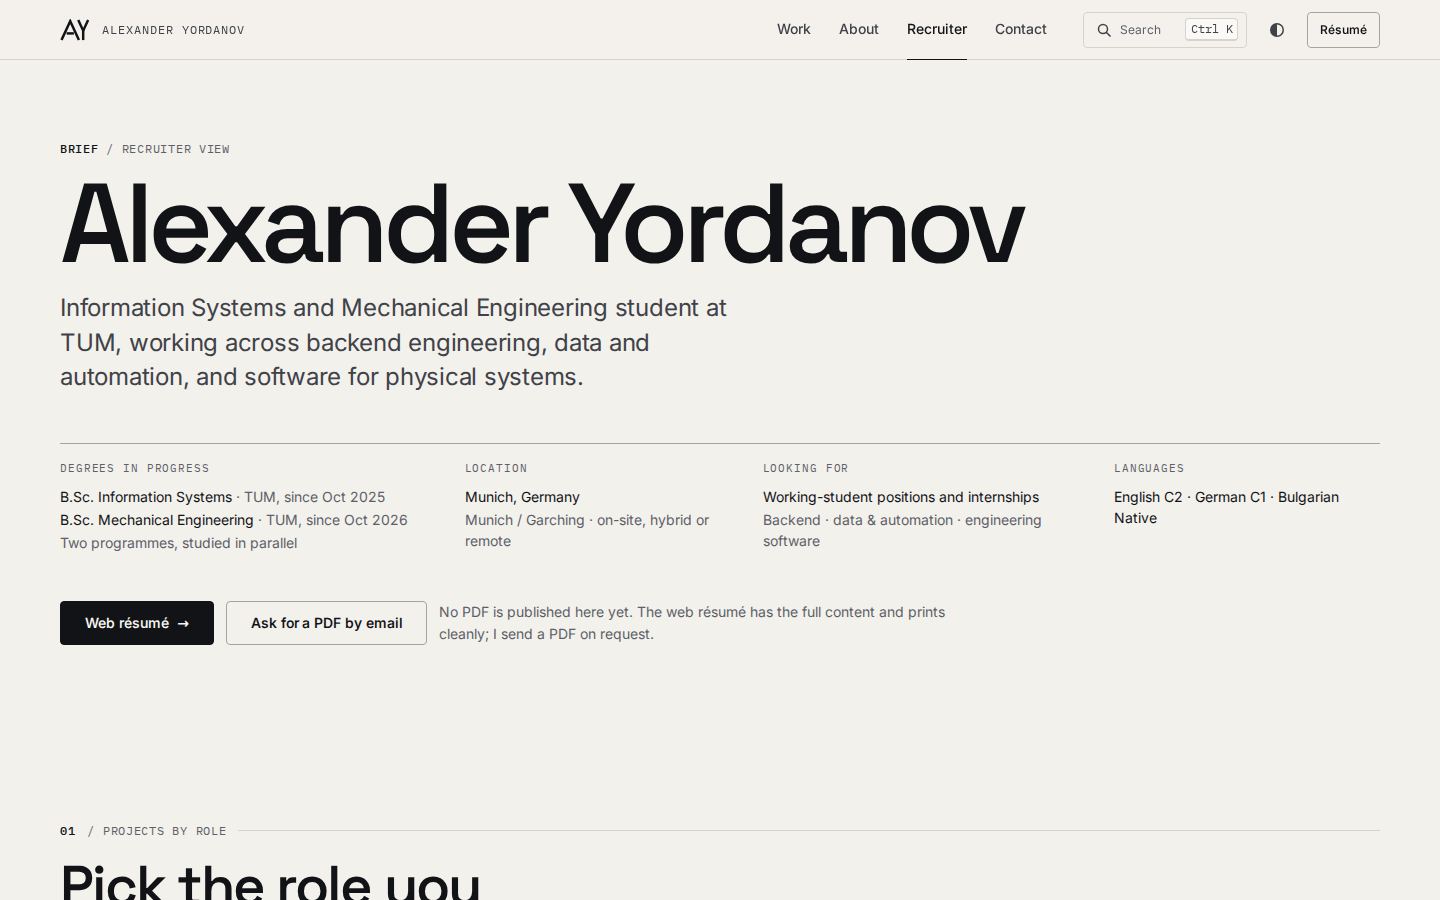 AY ALEXANDER YORDANOV
Work About Recruiter Contact Search Ctrl K Résumé
BRIEF / RECRUITER VIEW
Alexander Yordanov
Information Systems and Mechanical Engineering student at
TUM, working across backend engineering, data and
automation, and software for physical systems.
DEGREES IN PROGRESS
B.Sc. Information Systems · TUM, since Oct 2025
B.Sc. Mechanical Engineering · TUM, since Oct 2026
Two programmes, studied in parallel
LOCATION
Munich, Germany
Munich / Garching · on-site, hybrid or
remote
LOOKING FOR
Working-student positions and internships
Backend · data & automation · engineering
software
LANGUAGES
English C2 · German C1 · Bulgarian
Native
Web résumé →
Ask for a PDF by email
No PDF is published here yet. The web résumé has the full content and prints
cleanly; I send a PDF on request.
01 / PROJECTS BY ROLE
Pick the role you